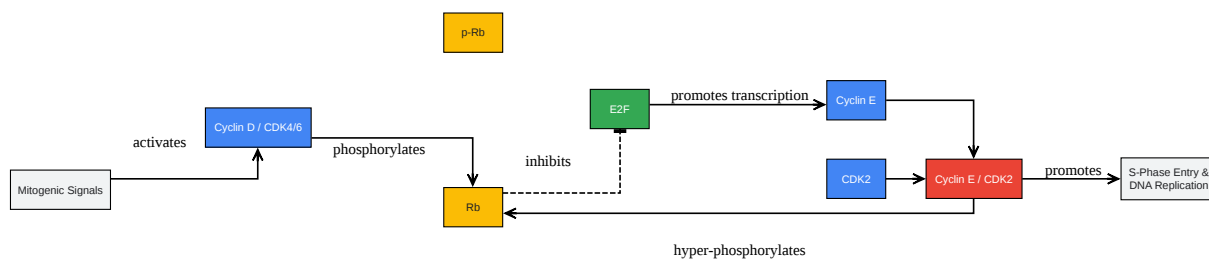 p-Rb
Cyclin D / CDK4/6
E2F
promotes transcription
Cyclin E
activates
phosphorylates
inhibits
Mitogenic Signals
Rb
CDK2
Cyclin E / CDK2
promotes
S-Phase Entry &
DNA Replication
hyper-phosphorylates